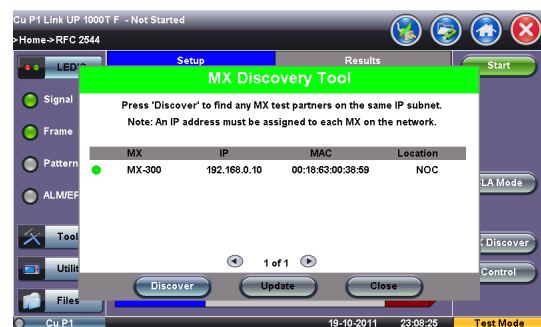 Cu P1 Link UP 1000T F - Not Started
>Home->RFC 2544
Setup
Results
Start
MX Discovery Tool
Press 'Discover' to find any MX test partners on the same IP subnet.
Note: An IP address must be assigned to each MX on the network.
Signal
Frame
Pattern
MX IP MAC Location
MX-300 192.168.0.10 00:18:63:00:38:59 NOC
LA Mode
Discover
Control
1 of 1
Discover Update Close
Files
Cu P1 19-10-2011 23:08:25 Test Mode